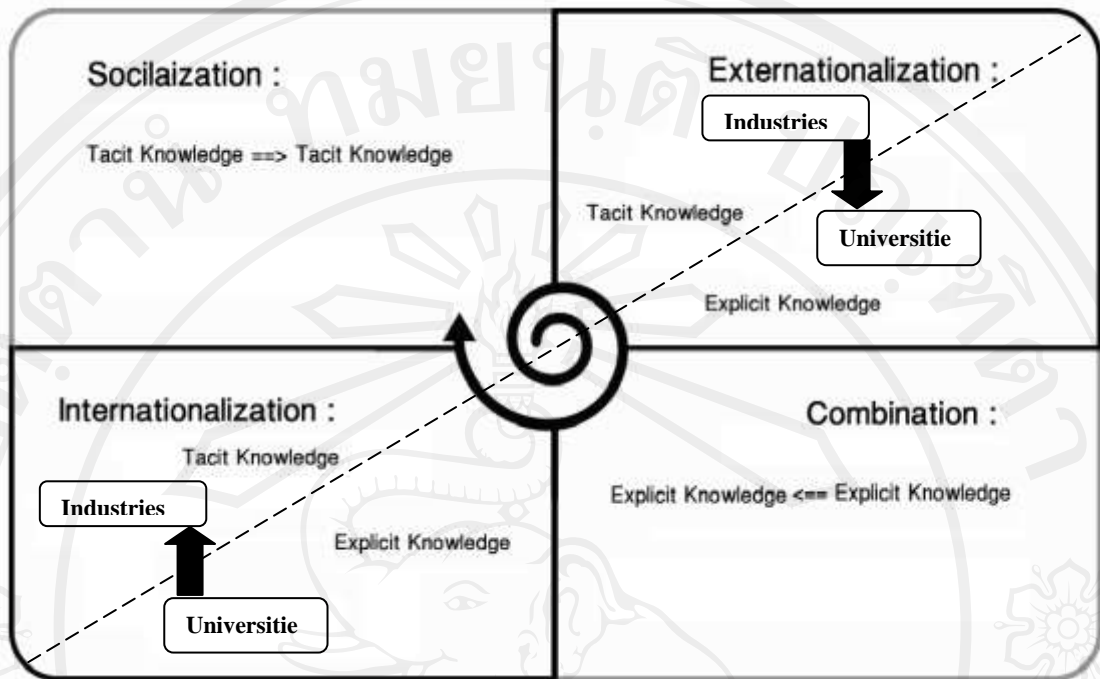 Socilaization :
Tacit Knowledge ==> Tacit Knowledge
Externationalization :
Industries
Tacit Knowledge
Universitie
Explicit Knowledge
Internationalization :
Tacit Knowledge
Industries
Explicit Knowledge
Universitie
Combination :
Explicit Knowledge <== Explicit Knowledge